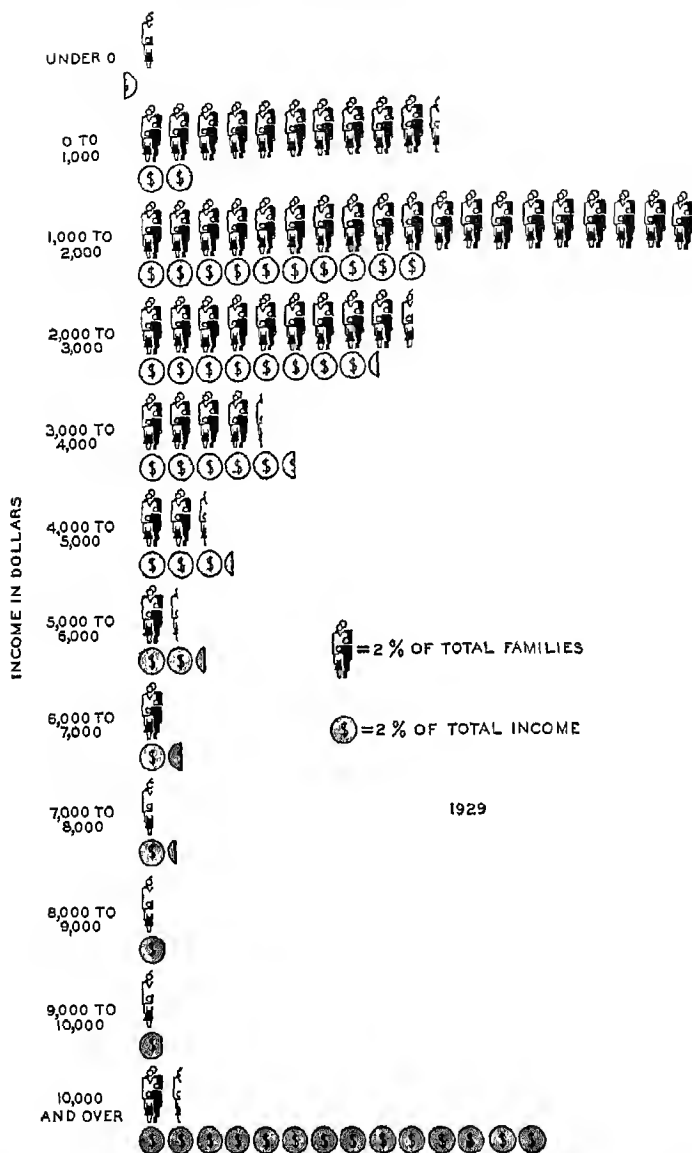 UNDER 0
0 TO
1,000
1,000 TO
2,000
2,000 TO
3,000
3,000 TO
4,000
4,000 TO
5,000
5,000 TO
6,000
6,000 TO
7,000
7,000 TO
8,000
8,000 TO
9,000
9,000 TO
10,000
10,000
AND OVER
INCOME IN DOLLARS
= 2 % OF TOTAL FAMILIES
$ = 2 % OF TOTAL INCOME
1929